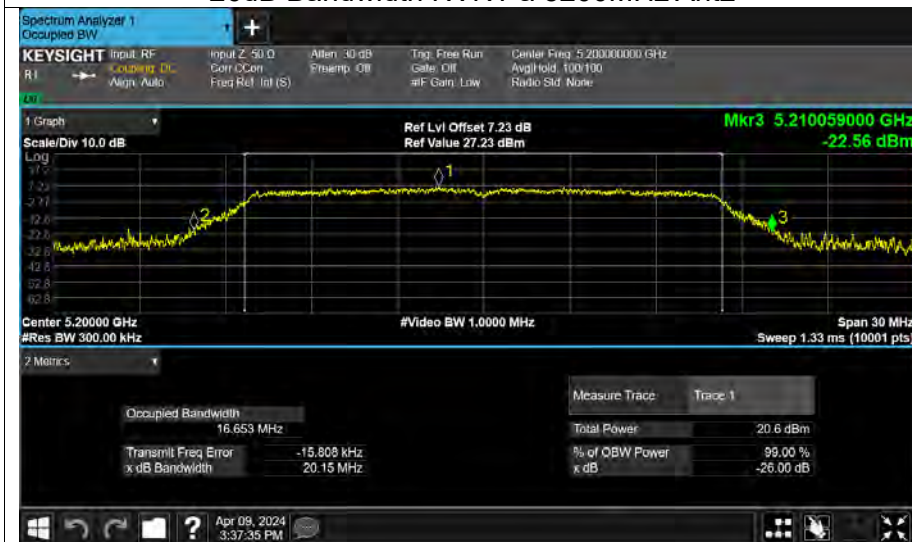 Spectrum Analyzer 1
Occupied BW
KEYSIGHT Input: RF Input Z: 50 Ω Atten: 30 dB Trig: Free Run Center Freq: 5.200000000 GHz
Coupling: DC Corr CCorr Preamp: Off Gate: Off Avg|Hold: 100/100
Align: Auto Freq Ref: Int (S) #IF Gain: Low Radio Std: None
1 Graph
Scale/Div 10.0 dB
Ref Lvl Offset 7.23 dB
Ref Value 27.23 dBm
Mkr3 5.210059000 GHz
-22.56 dBm
Log
17.2
7.23
-2.77
-12.8
-22.8
-32.8
-42.8
-52.8
-62.8
1
2
3
Center 5.20000 GHz #Video BW 1.0000 MHz Span 30 MHz
#Res BW 300.00 kHz Sweep 1.33 ms (10001 pts)
2 Metrics
Measure Trace Trace 1
Occupied Bandwidth
16.653 MHz
Total Power 20.6 dBm
Transmit Freq Error -15.808 kHz % of OBW Power 99.00 %
x dB Bandwidth 20.15 MHz x dB -26.00 dB
Apr 09, 2024
3:37:35 PM